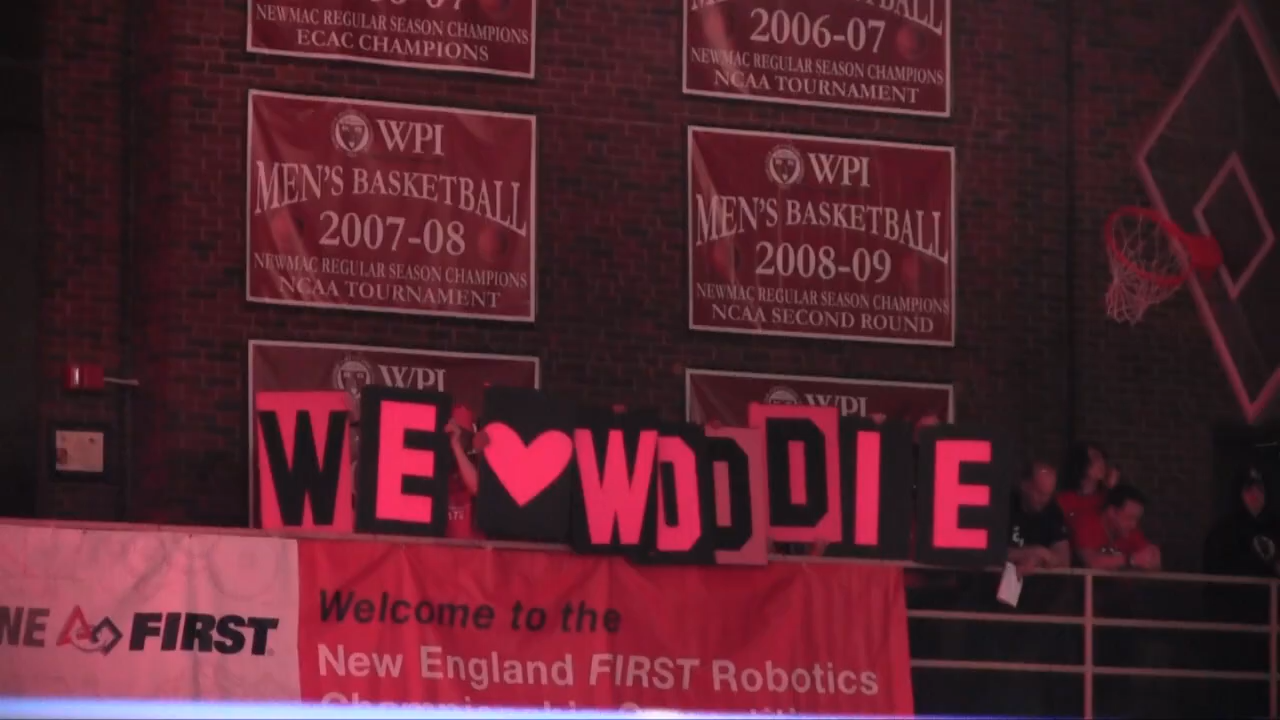 NEWMAC REGULAR SEASON CHAMPIONS
ECAC CHAMPIONS
2006-07
NEWMAC REGULAR SEASON CHAMPIONS
NCAA TOURNAMENT
WPI
MEN'S BASKETBALL
2007-08
NEWMAC REGULAR SEASON CHAMPIONS
NCAA TOURNAMENT
WPI
MEN'S BASKETBALL
2008-09
NEWMAC REGULAR SEASON CHAMPIONS
NCAA SECOND ROUND
WPI
WPI
WE ♥ WOODIE
NE FIRST
Welcome to the
New England FIRST Robotics